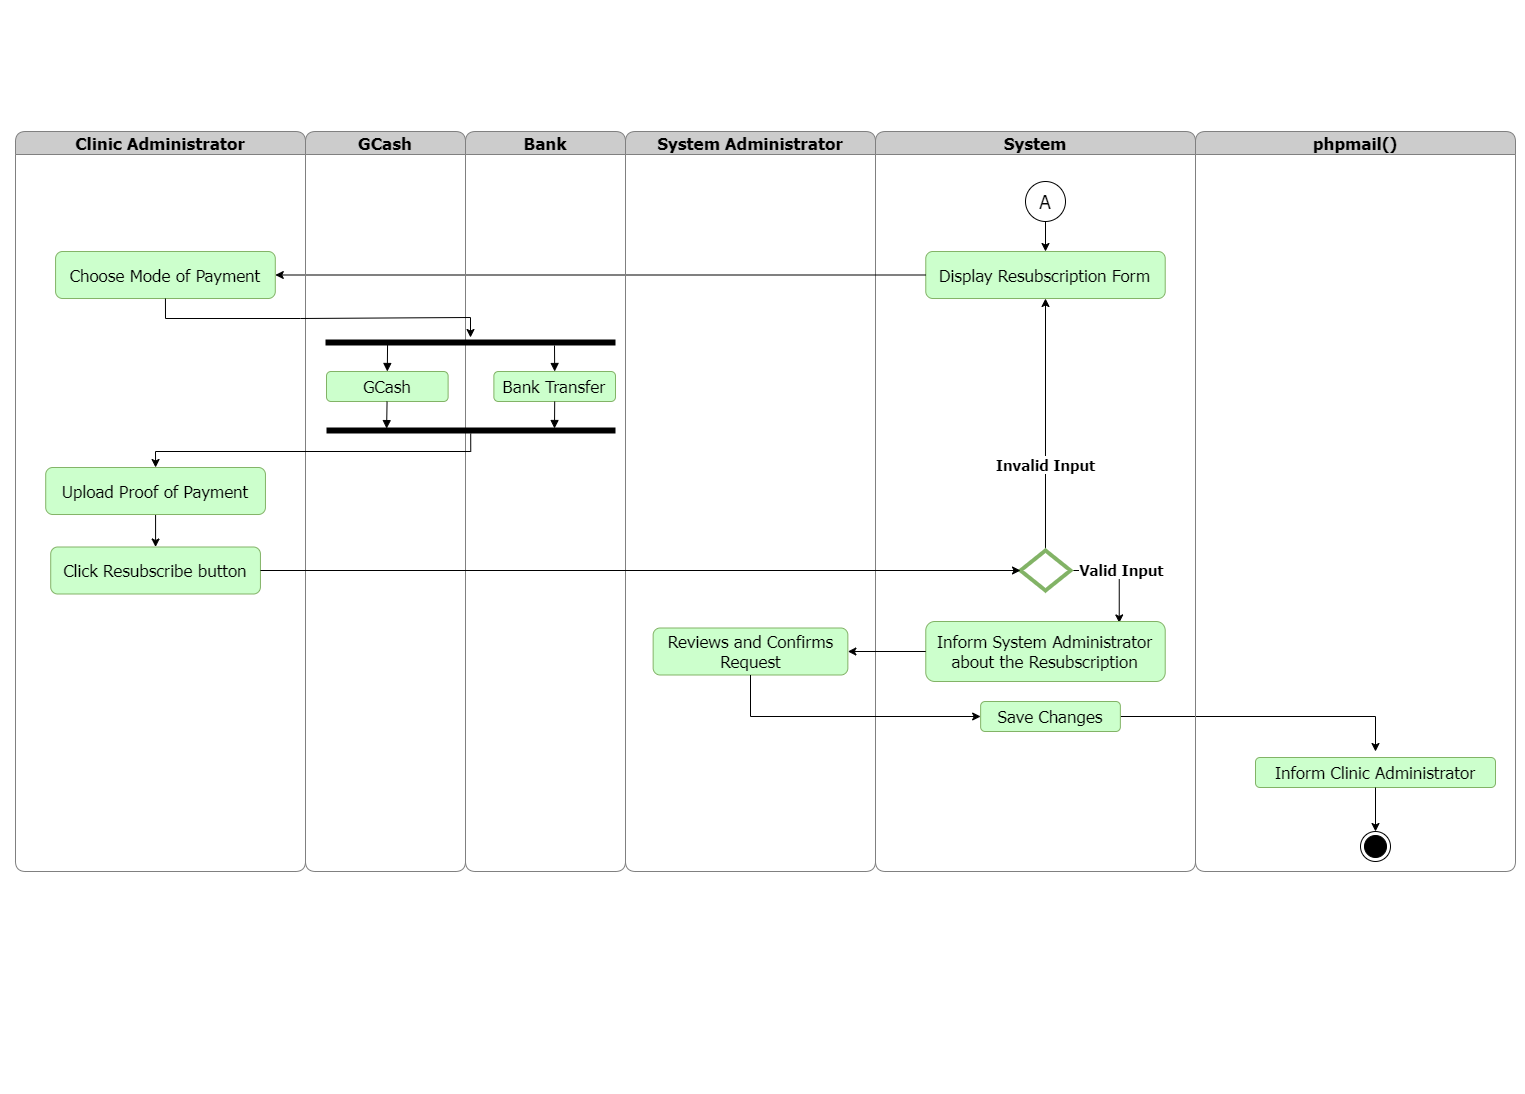 Clinic Administrator
GCash
Bank
System Administrator
System
phpmail()
A
Choose Mode of Payment
Display Resubscription Form
GCash
Bank Transfer
Invalid Input
Upload Proof of Payment
Click Resubscribe button
Valid Input
Reviews and Confirms
Request
Inform System Administrator
about the Resubscription
Save Changes
Inform Clinic Administrator